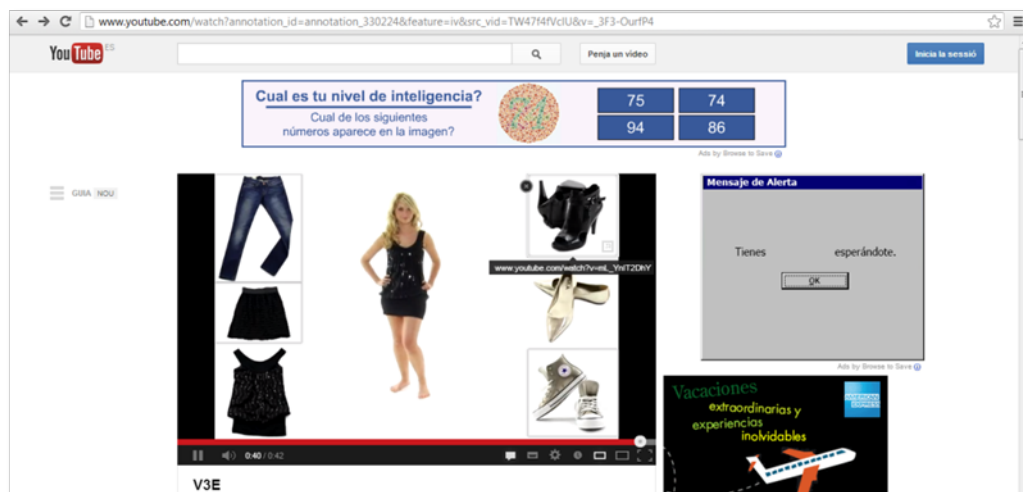 www.youtube.com/watch?annotation_id=annotation_330224&feature=iv&src_vid=TW47f4fVclU&v=_3F3-OurfP4
YouTube ES
Penja un vídeo
Inicia la sessió
Cual es tu nivel de inteligencia?
Cual de los siguientes
números aparece en la imagen?
74
75 74
94 86
Ads by Browse to Save
GUIA NOU
Mensaje de Alerta
Tienes esperándote.
OK
www.youtube.com/watch?v=mL_YnIT2DhY
Ads by Browse to Save
Vacaciones
extraordinarias y
experiencias
inolvidables
AMERICAN
EXPRESS
0:40 / 0:42
V3E